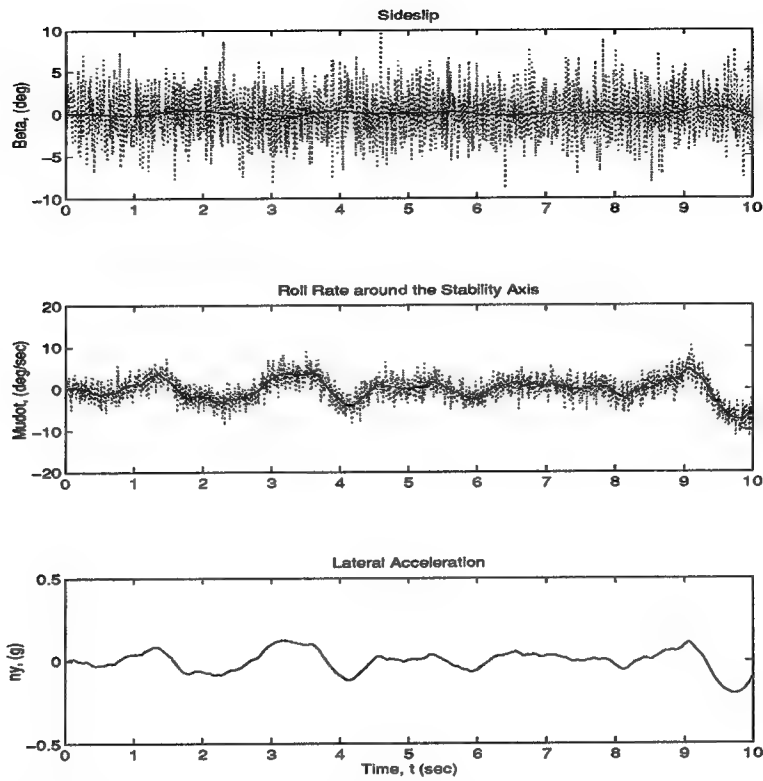 Sideslip
10
5
0
−5
−10
Beta, (deg)
0 1 2 3 4 5 6 7 8 9 10
Roll Rate around the Stability Axis
20
10
0
−10
−20
Mudot, (deg/sec)
0 1 2 3 4 5 6 7 8 9 10
Lateral Acceleration
0.5
0
−0.5
ny, (g)
0 1 2 3 4 5 6 7 8 9 10
Time, t (sec)